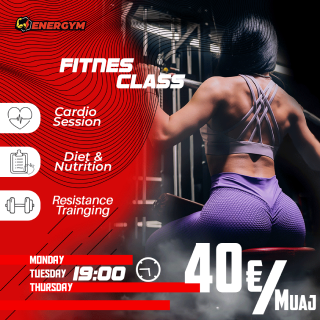 ENERGYM
FITNES
CLASS
Cardio
Session
Diet &
Nutrition
Resistance
Trainging
MONDAY
TUESDAY 19:00
THURSDAY
40€/Muaj